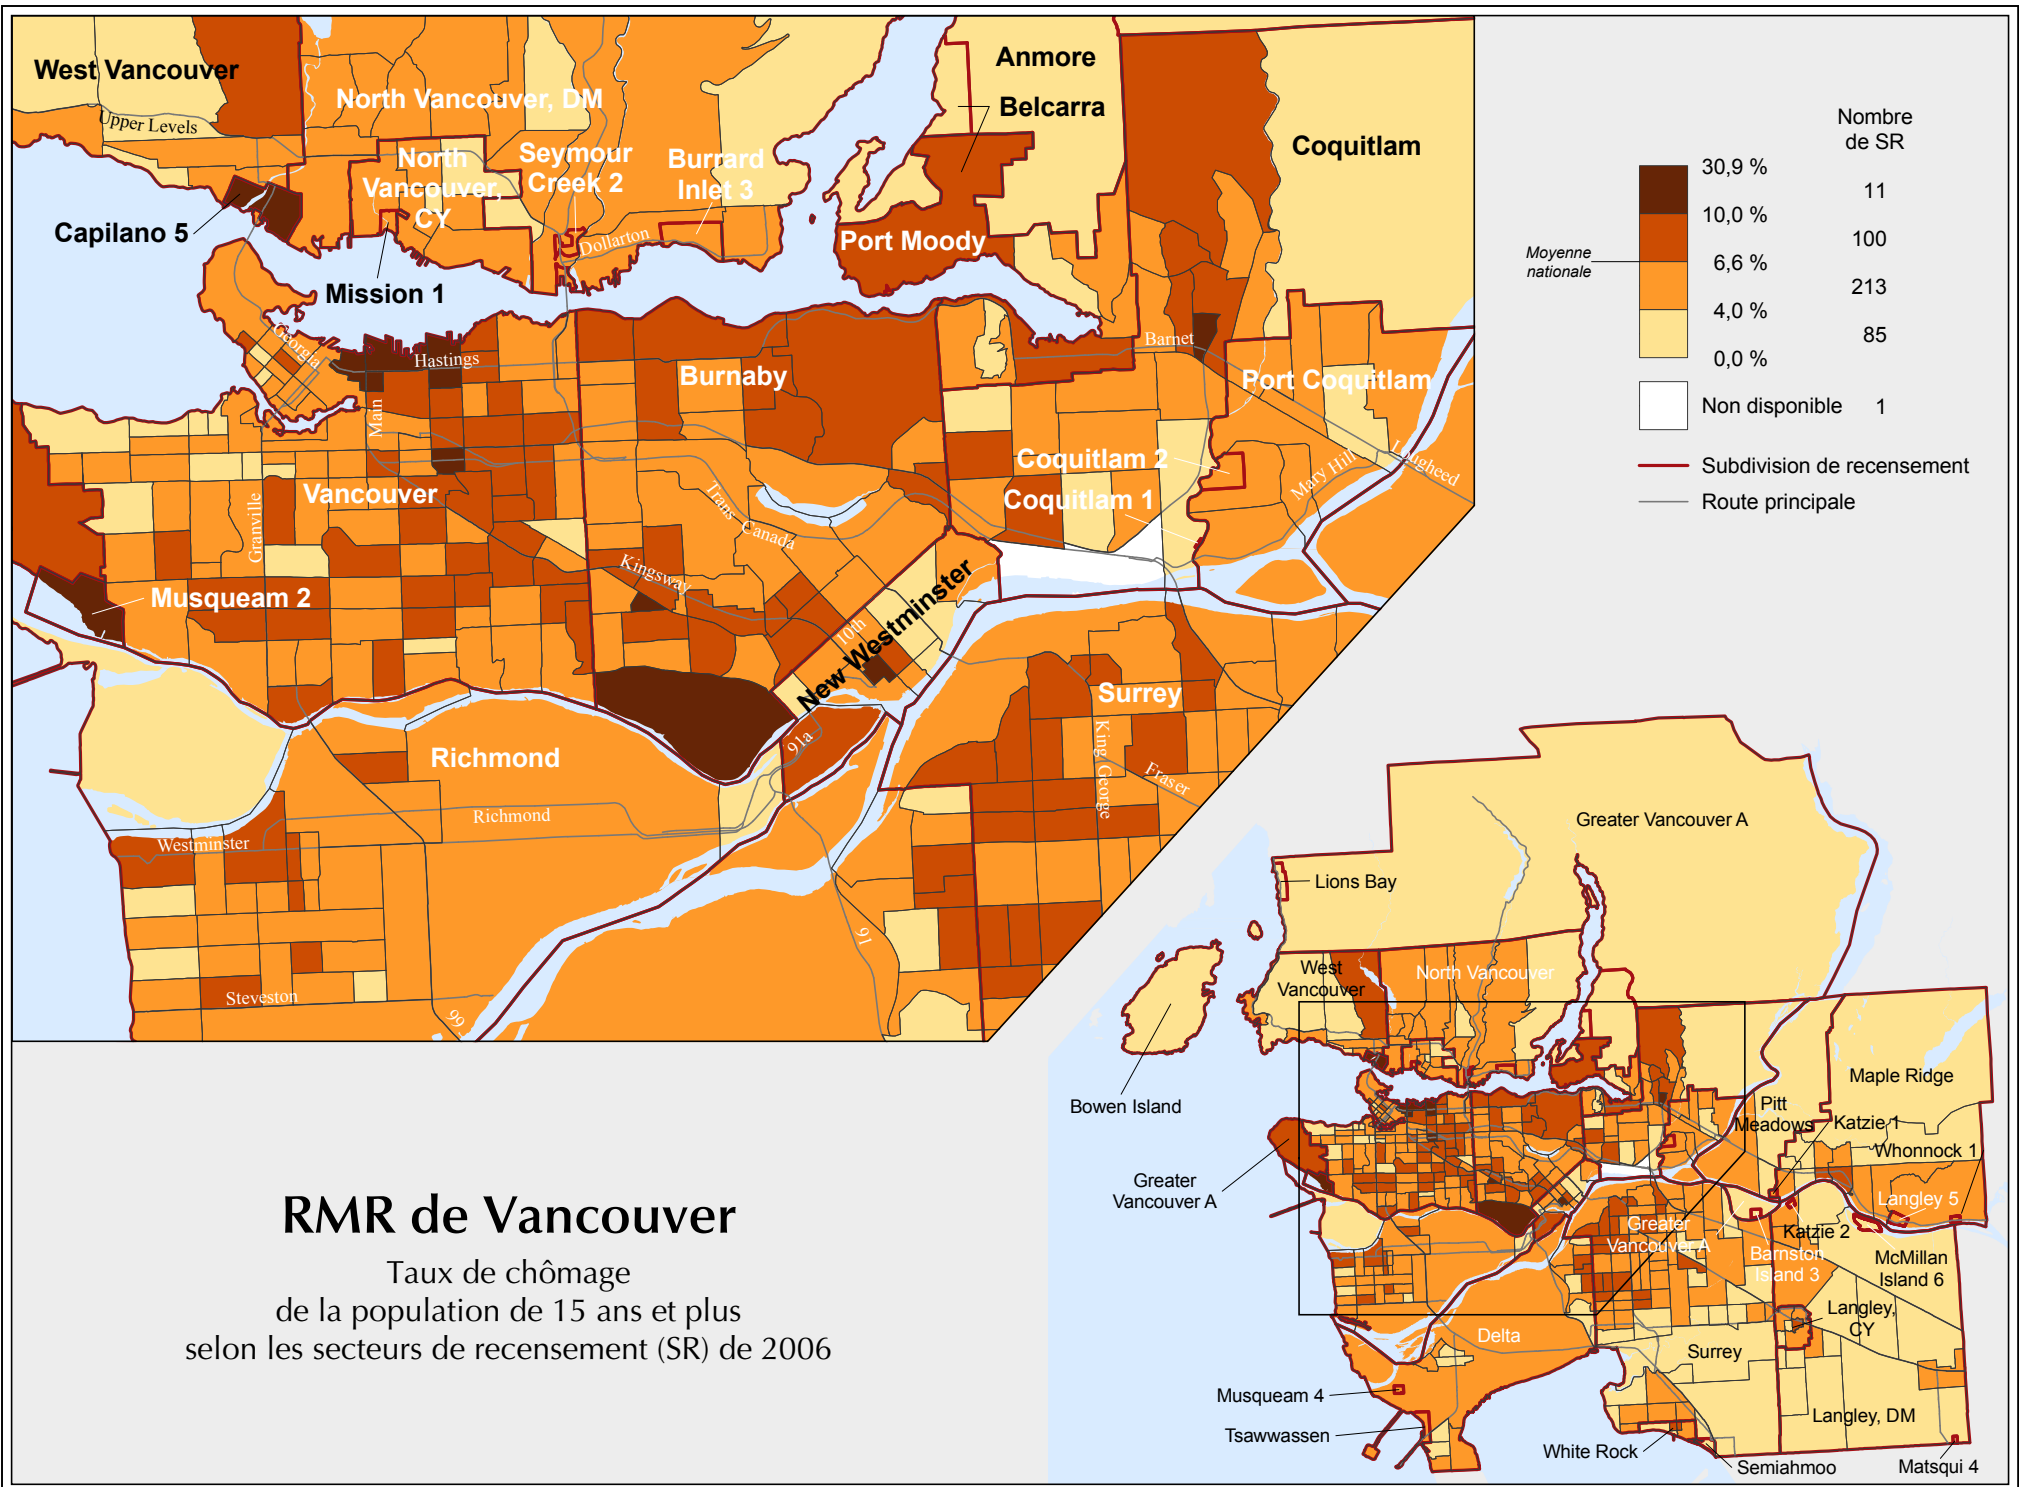 West Vancouver
Upper Levels
North Vancouver, DM
North
Vancouver,
CY
Seymour
Creek 2
Burrard
Inlet 3
Dollarton
Anmore
Belcarra
Coquitlam
Capilano 5
Mission 1
Port Moody
Georgia
Hastings
Main
Burnaby
Barnet
Port Coquitlam
Vancouver
Granville
Trans Canada
Kingsway
Coquitlam 2
Coquitlam 1
Mary Hill
Lougheed
Musqueam 2
10th
New Westminster
Surrey
King George
Fraser
Richmond
Richmond
91a
91
Westminster
Steveston
99
Nombre
de SR
30,9 %
11
10,0 %
100
Moyenne
nationale
6,6 %
213
4,0 %
85
0,0 %
Non disponible 1
Subdivision de recensement
Route principale
RMR de Vancouver
Taux de chômage
de la population de 15 ans et plus
selon les secteurs de recensement (SR) de 2006
Greater Vancouver A
Lions Bay
West
Vancouver
North Vancouver
Bowen Island
Maple Ridge
Pitt
Meadows
Katzie 1
Whonnock 1
Greater
Vancouver A
Langley 5
Greater
Vancouver A
Katzie 2
Barnston
Island 3
McMillan
Island 6
Langley,
CY
Delta
Surrey
Musqueam 4
Tsawwassen
Langley, DM
White Rock
Semiahmoo
Matsqui 4